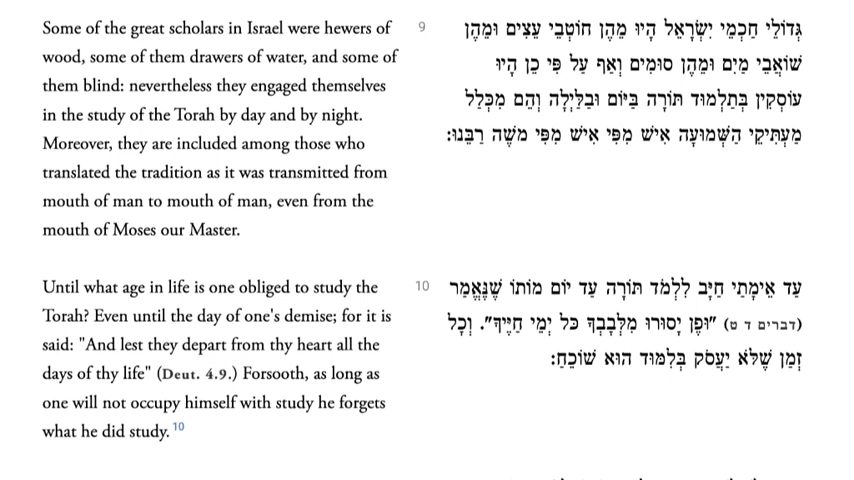 Some of the great scholars in Israel were hewers of
wood, some of them drawers of water, and some of
them blind: nevertheless they engaged themselves
in the study of the Torah by day and by night.
Moreover, they are included among those who
translated the tradition as it was transmitted from
mouth of man to mouth of man, even from the
mouth of Moses our Master.
9
גְּדוֹלֵי חַכְמֵי יִשְׂרָאֵל הָיוּ מֵהֶן חוֹטְבֵי עֵצִים וּמֵהֶן
שׁוֹאֲבֵי מַיִם וּמֵהֶן סוּמִים וְאַף עַל פִּי כֵן הָיוּ
עוֹסְקִין בְּתַלְמוּד תּוֹרָה בַּיּוֹם וּבַלַּיְלָה וְהֵם מִכְּלַל
מַעְתִּיקֵי הַשְּׁמוּעָה אִישׁ מִפִּי אִישׁ מִפִּי משֶׁה רַבֵּנוּ:
Until what age in life is one obliged to study the
Torah? Even until the day of one's demise; for it is
said: "And lest they depart from thy heart all the
days of thy life" (Deut. 4.9.) Forsooth, as long as
one will not occupy himself with study he forgets
what he did study. 10
10
עַד אֵימָתַי חַיָּב לִלְמֹד תּוֹרָה עַד יוֹם מוֹתוֹ שֶׁנֶּאֱמַר
(דברים ד ט) "וּפֶן יָסוּרוּ מִלְּבָבְךָ כּל יְמֵי חַיֶּיךָ". וְכָל
זְמַן שֶׁלֹּא יַעֲסֹק בְּלִמּוּד הוּא שׁוֹכֵחַ: